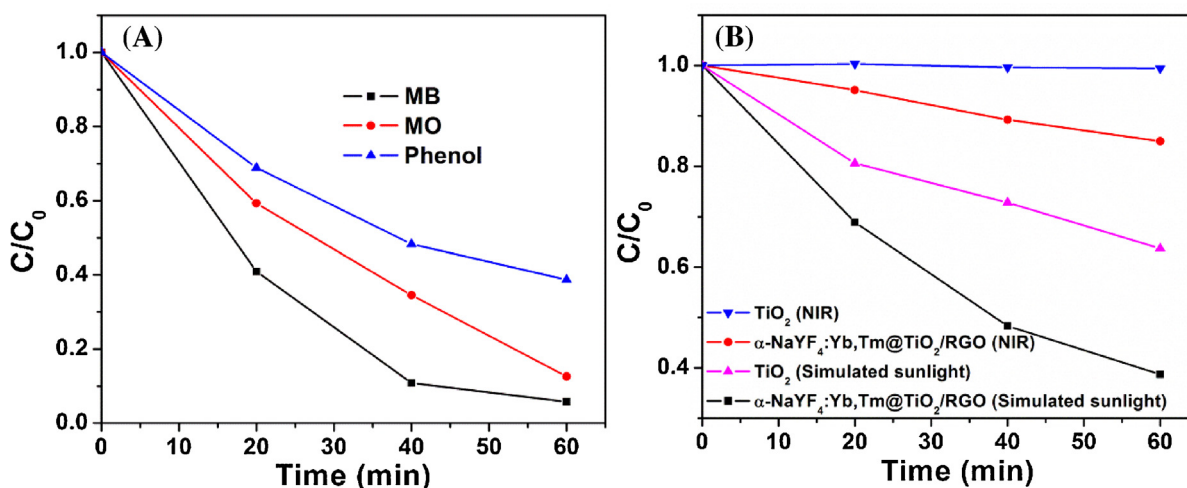 (A)
MB
MO
Phenol
1.0
0.8
0.6
0.4
0.2
0.0
C/C₀
0 10 20 30 40 50 60
Time (min)
(B)
1.0
0.8
0.6
0.4
C/C₀
TiO₂ (NIR)
α-NaYF₄:Yb,Tm@TiO₂/RGO (NIR)
TiO₂ (Simulated sunlight)
α-NaYF₄:Yb,Tm@TiO₂/RGO (Simulated sunlight)
0 10 20 30 40 50 60
Time (min)